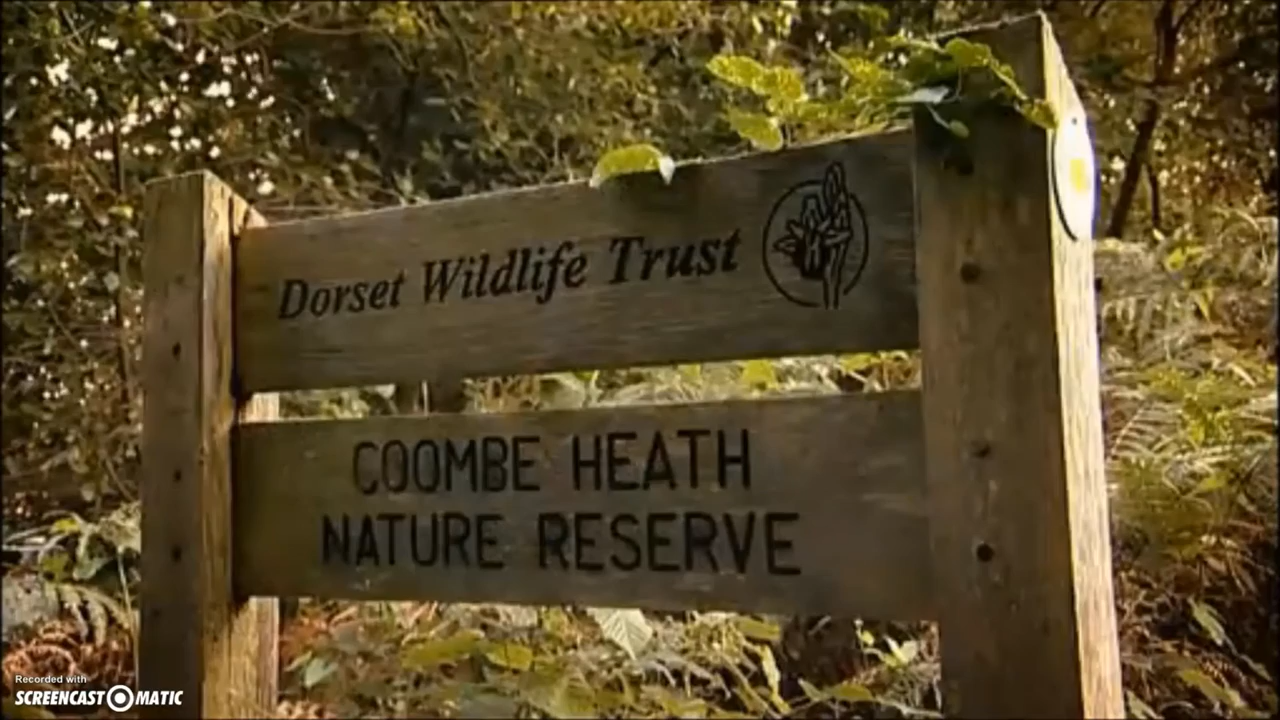 Dorset Wildlife Trust
COOMBE HEATH
NATURE RESERVE
Recorded with
SCREENCAST MATIC